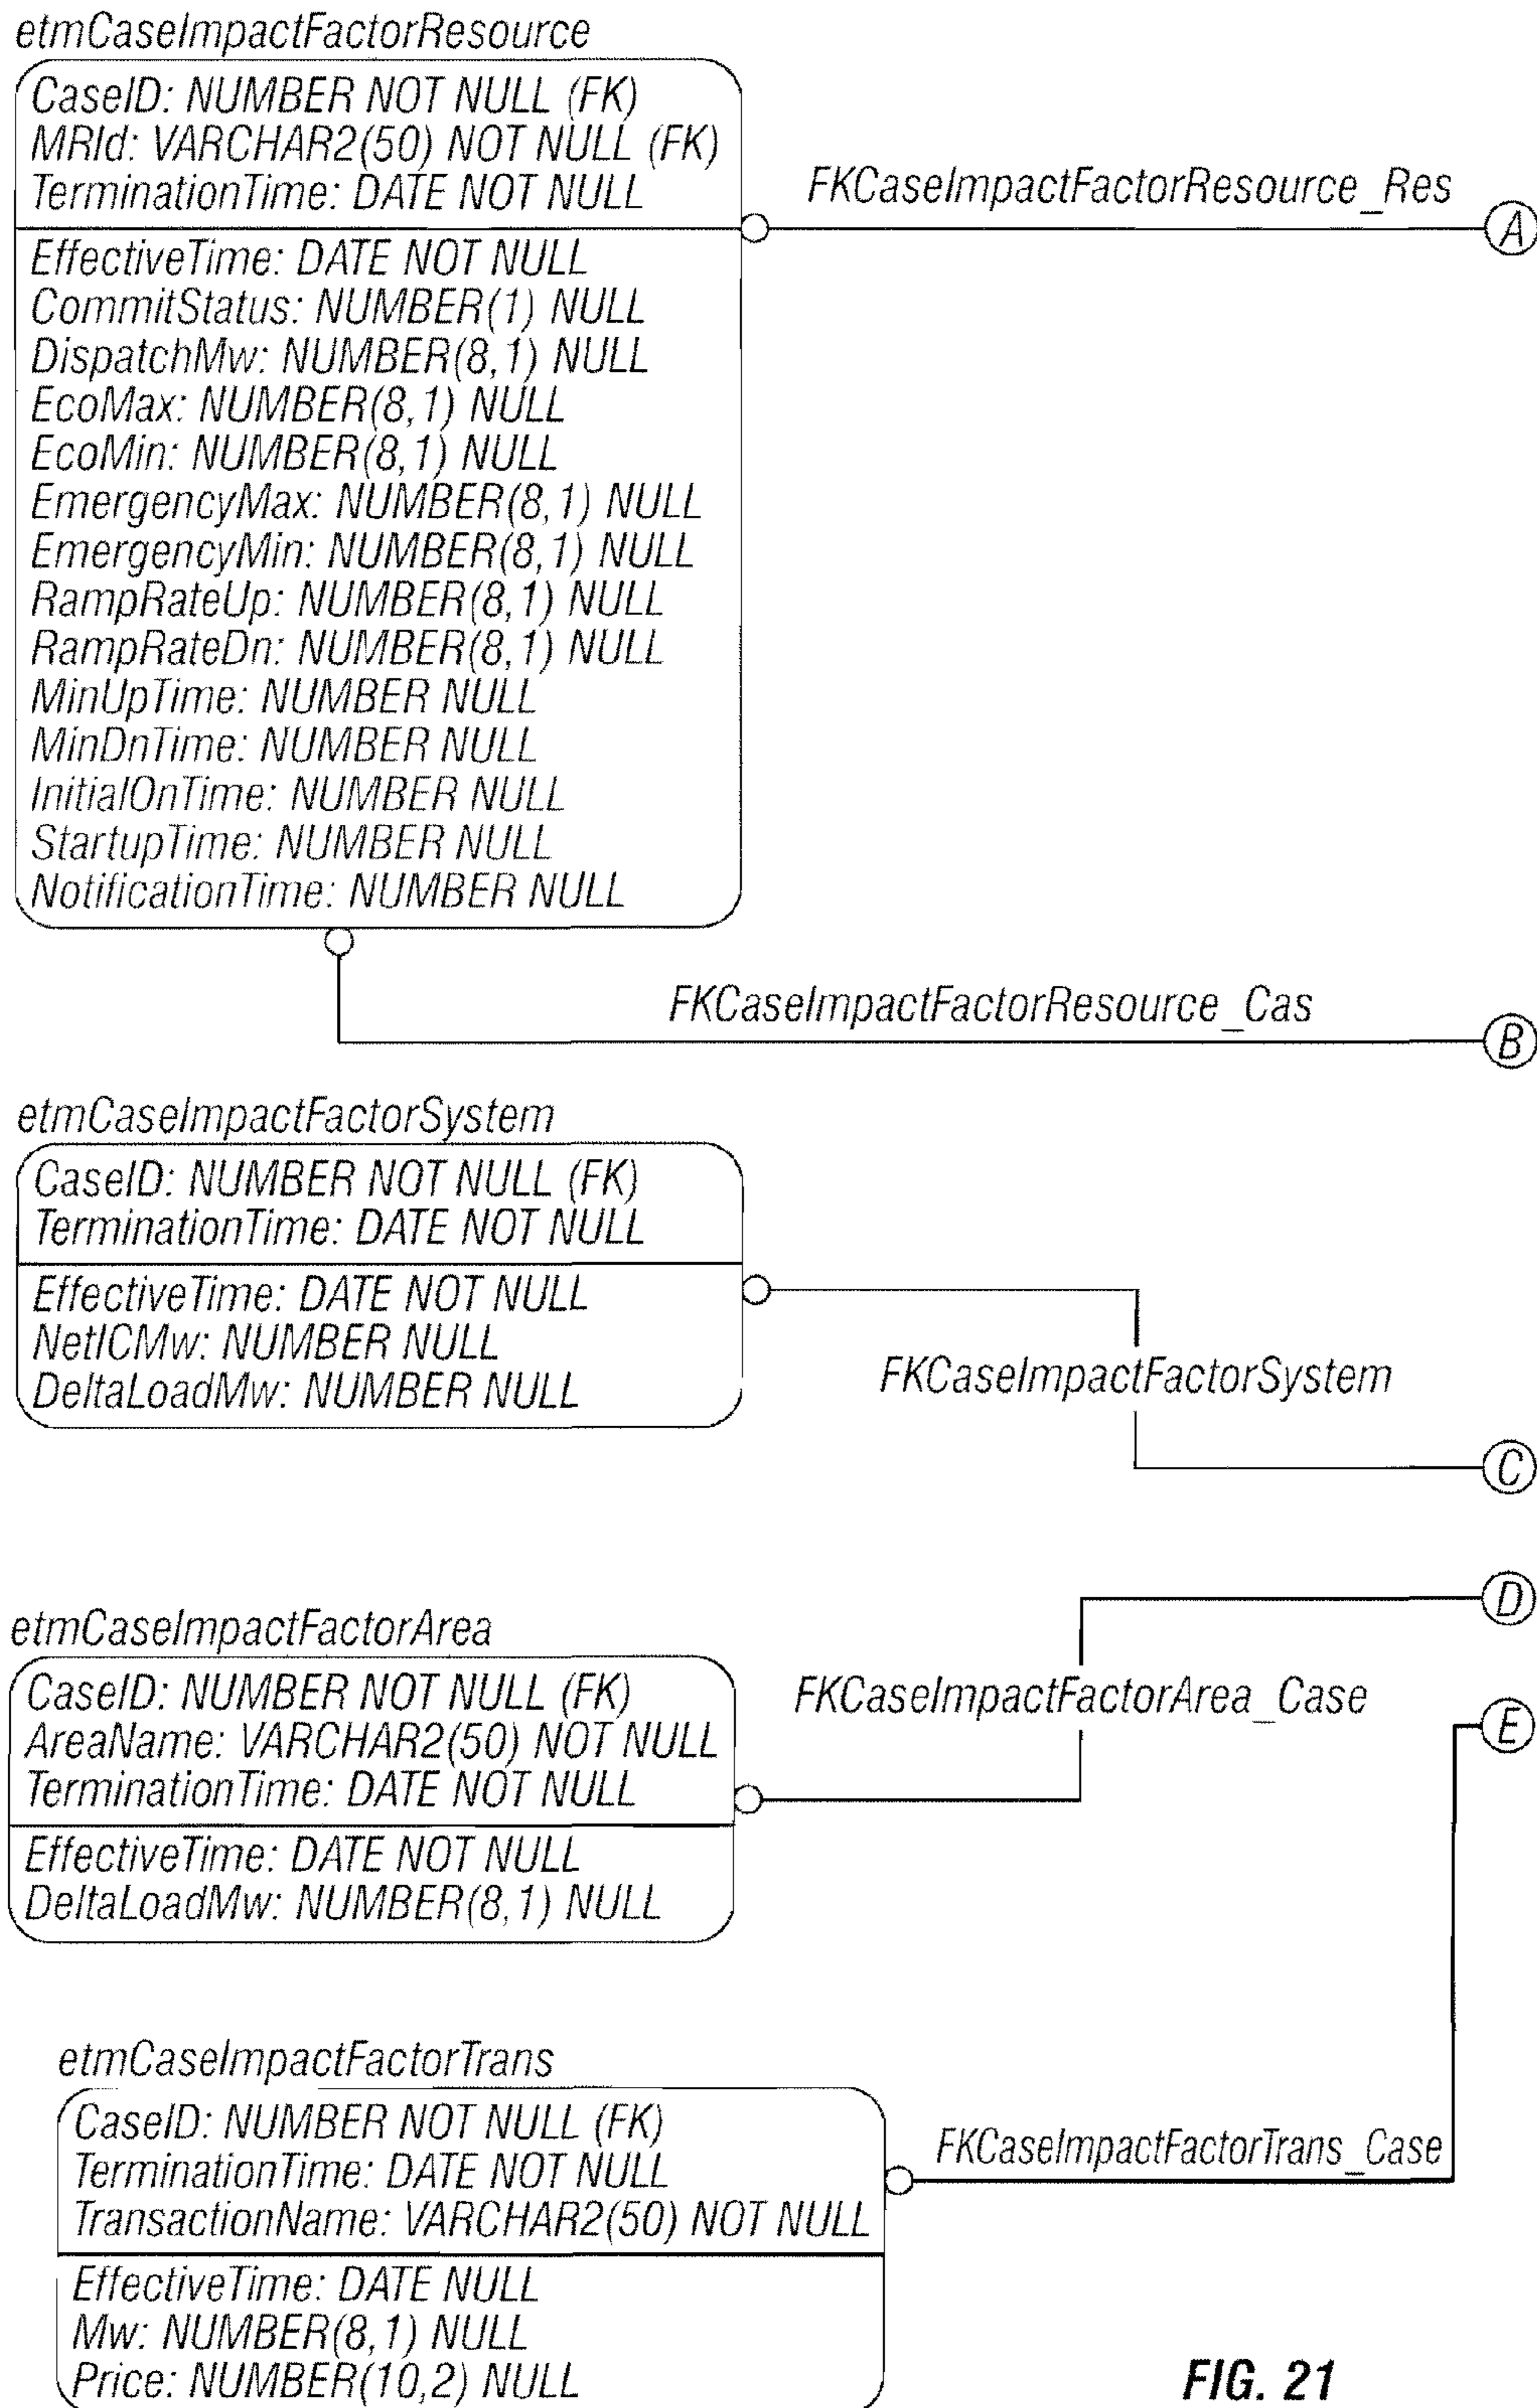 etmCaseImpactFactorResource
CaseID: NUMBER NOT NULL (FK)
MRId: VARCHAR2(50) NOT NULL (FK)
TerminationTime: DATE NOT NULL
FKCaseImpactFactorResource_Res
A
EffectiveTime: DATE NOT NULL
CommitStatus: NUMBER(1) NULL
DispatchMw: NUMBER(8,1) NULL
EcoMax: NUMBER(8,1) NULL
EcoMin: NUMBER(8,1) NULL
EmergencyMax: NUMBER(8,1) NULL
EmergencyMin: NUMBER(8,1) NULL
RampRateUp: NUMBER(8,1) NULL
RampRateDn: NUMBER(8,1) NULL
MinUpTime: NUMBER NULL
MinDnTime: NUMBER NULL
InitialOnTime: NUMBER NULL
StartupTime: NUMBER NULL
NotificationTime: NUMBER NULL
FKCaseImpactFactorResource_Cas
B
etmCaseImpactFactorSystem
CaseID: NUMBER NOT NULL (FK)
TerminationTime: DATE NOT NULL
EffectiveTime: DATE NOT NULL
NetICMw: NUMBER NULL
DeltaLoadMw: NUMBER NULL
FKCaseImpactFactorSystem
C
D
etmCaseImpactFactorArea
CaseID: NUMBER NOT NULL (FK)
AreaName: VARCHAR2(50) NOT NULL
TerminationTime: DATE NOT NULL
FKCaseImpactFactorArea_Case
E
EffectiveTime: DATE NOT NULL
DeltaLoadMw: NUMBER(8,1) NULL
etmCaseImpactFactorTrans
CaseID: NUMBER NOT NULL (FK)
TerminationTime: DATE NOT NULL
TransactionName: VARCHAR2(50) NOT NULL
FKCaseImpactFactorTrans_Case
EffectiveTime: DATE NULL
Mw: NUMBER(8,1) NULL
Price: NUMBER(10,2) NULL
FIG. 21